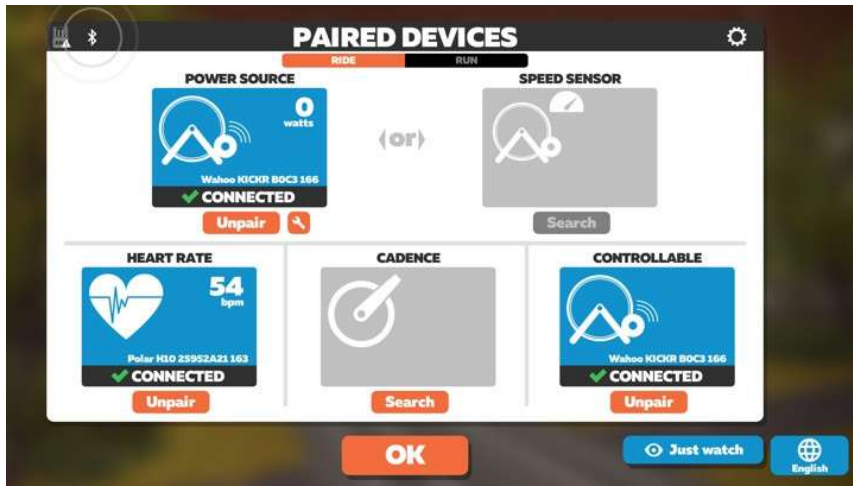 PAIRED DEVICES
RIDE RUN
POWER SOURCE
0
watts
Wahoo KICKR B0C3 166
CONNECTED
Unpair
(or)
SPEED SENSOR
Search
HEART RATE
54
bpm
Polar H10 25952A21 163
CONNECTED
Unpair
CADENCE
Search
CONTROLLABLE
Wahoo KICKR B0C3 166
CONNECTED
Unpair
OK
Just watch
English